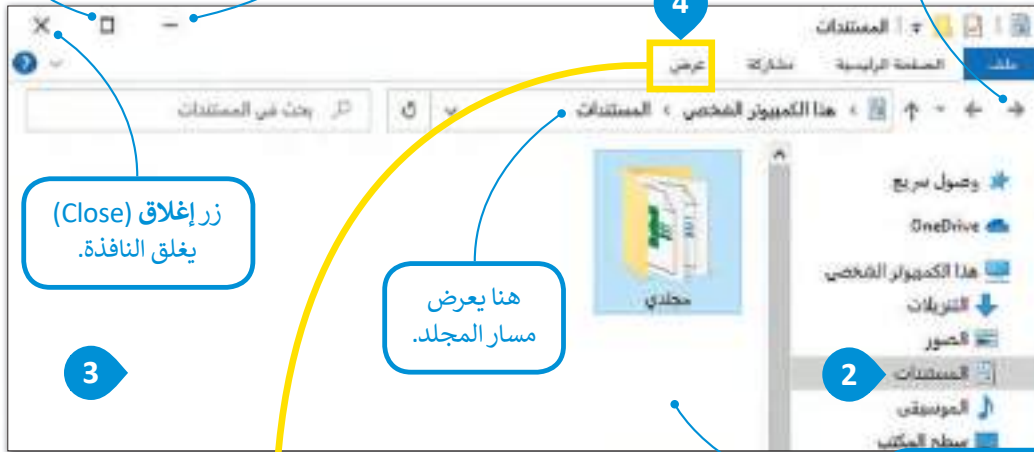 4
المستندات
ملف الصفحة الرئيسية مشاركة عرض
هذا الكمبيوتر الشخصي › المستندات
بحث في المستندات
وصول سريع
OneDrive
هذا الكمبيوتر الشخصي
التنزيلات
الصور
المستندات
2
الموسيقى
سطح المكتب
مجلدي
زر إغلاق (Close)
يغلق النافذة.
هنا يعرض
مسار المجلد.
3